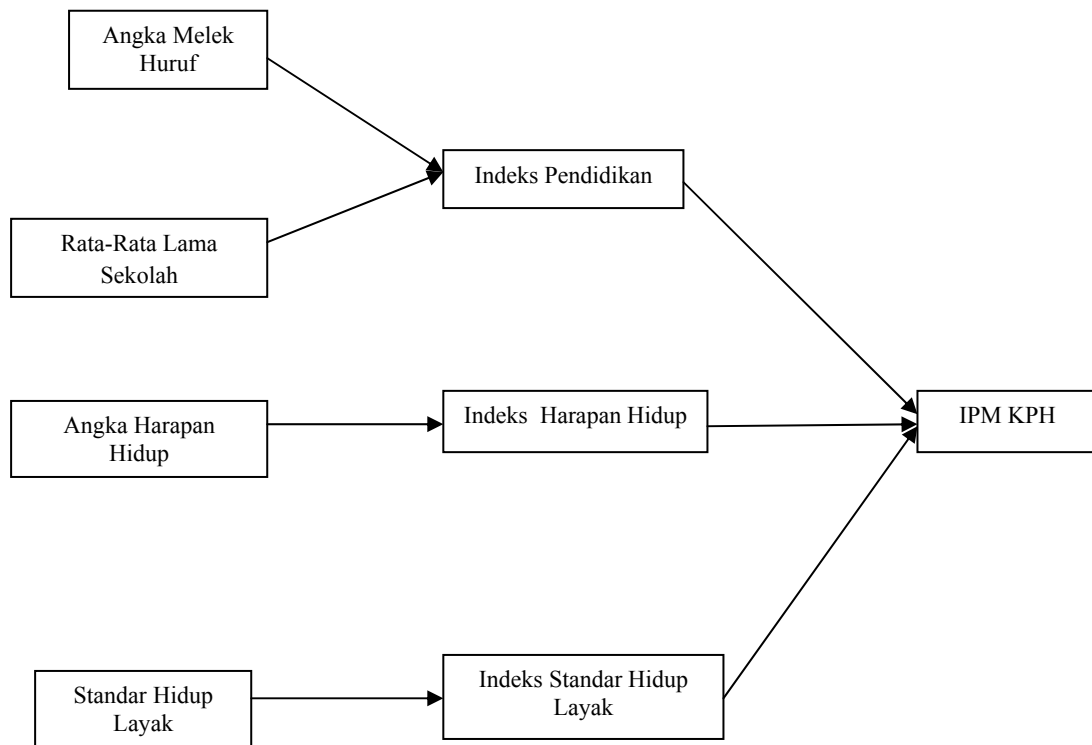 Angka Melek
Huruf
Indeks Pendidikan
Rata-Rata Lama
Sekolah
Angka Harapan
Hidup
Indeks  Harapan Hidup
IPM KPH
Standar Hidup
Layak
Indeks Standar Hidup
Layak